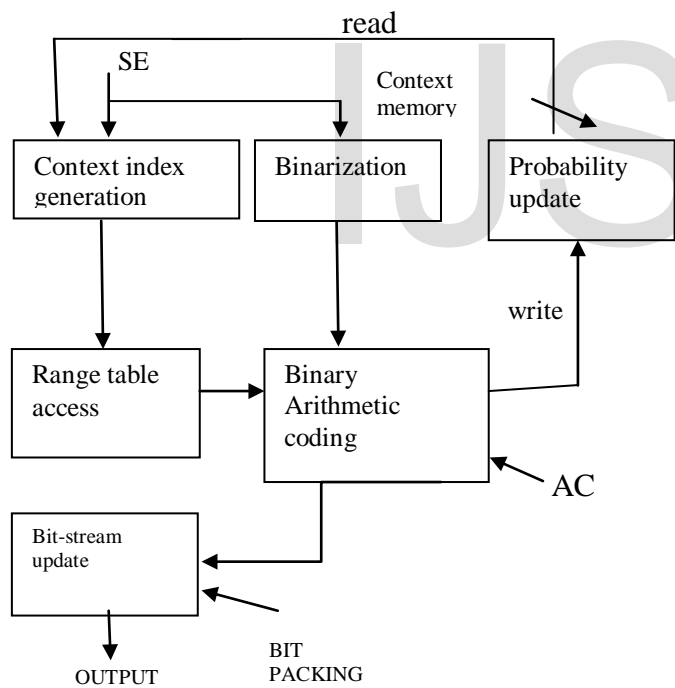 read
SE
Context
memory
Context index
generation
Binarization
Probability
update
write
Range table
access
Binary
Arithmetic
coding
AC
Bit-stream
update
BIT
PACKING
OUTPUT
IJS